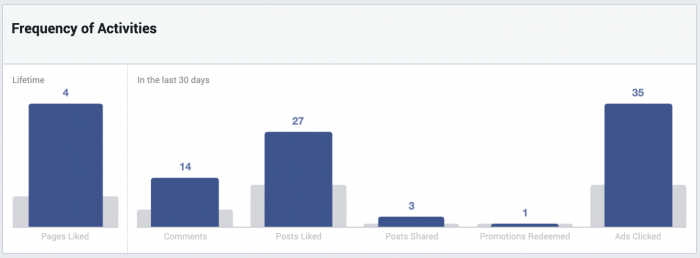 Frequency of Activities
Lifetime
In the last 30 days
4
14
27
3
1
35
Pages Liked
Comments
Posts Liked
Posts Shared
Promotions Redeemed
Ads Clicked